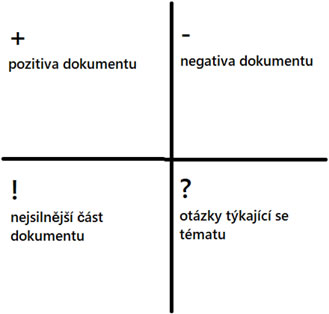 +
pozitiva dokumentu
-
negativa dokumentu
!
nejsilnější část
dokumentu
?
otázky týkající se
tématu